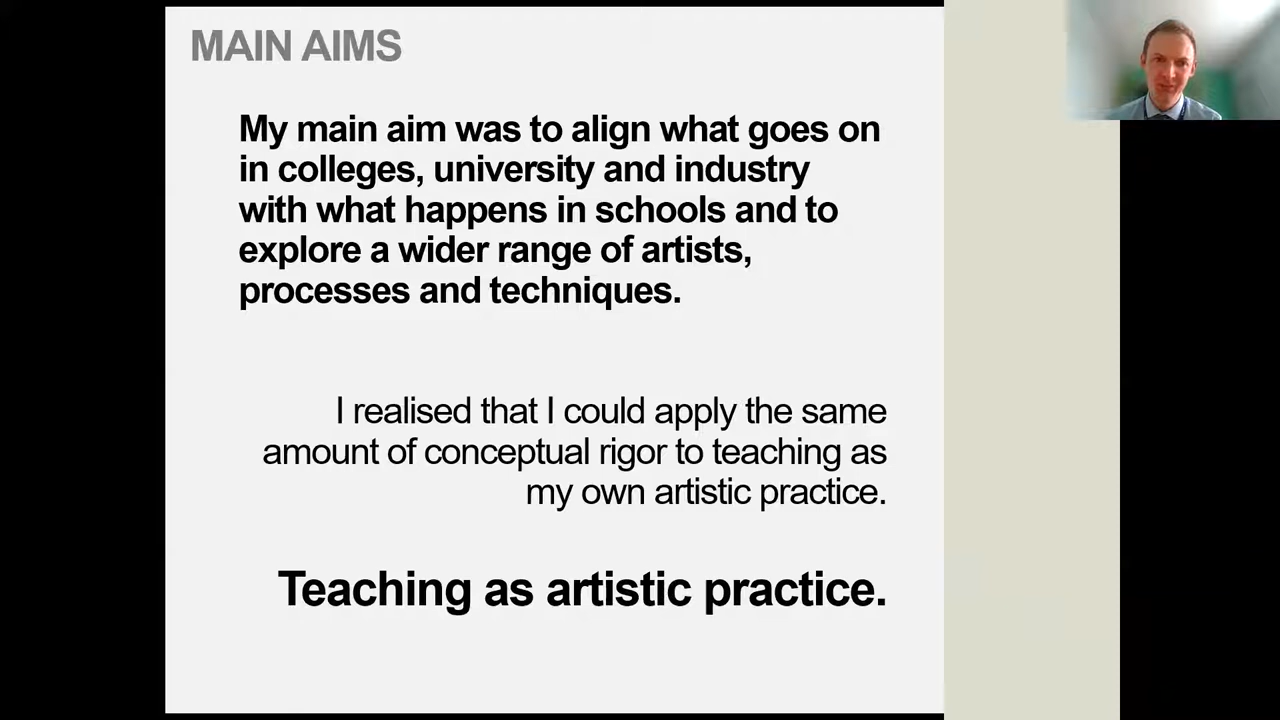 MAIN AIMS
My main aim was to align what goes on
in colleges, university and industry
with what happens in schools and to
explore a wider range of artists,
processes and techniques.
I realised that I could apply the same
amount of conceptual rigor to teaching as
my own artistic practice.
Teaching as artistic practice.